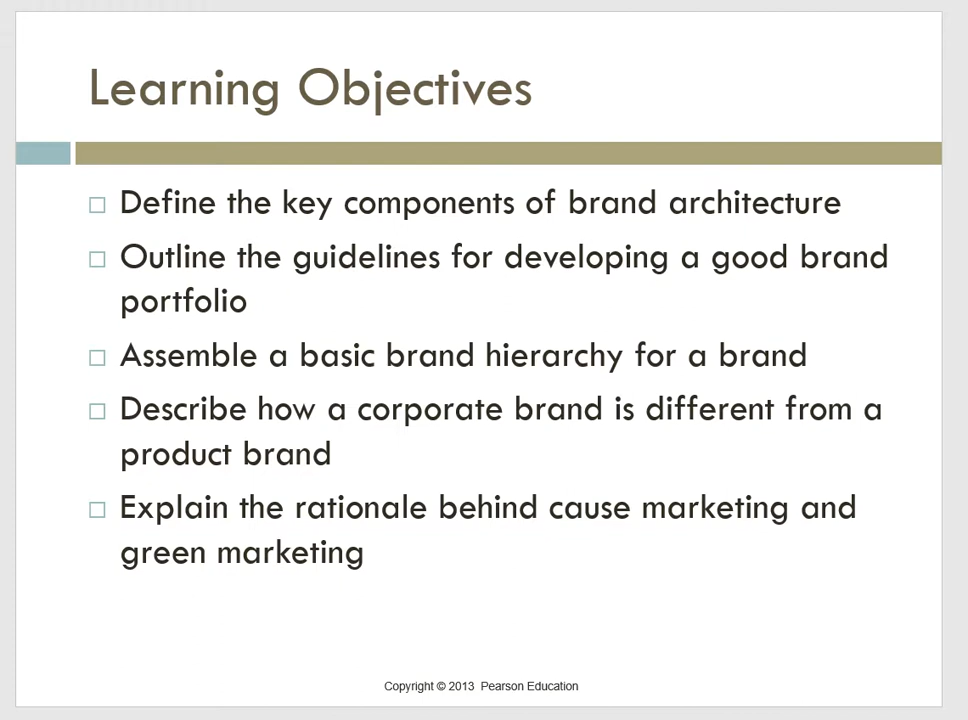 Learning Objectives
Define the key components of brand architecture
Outline the guidelines for developing a good brand
portfolio
Assemble a basic brand hierarchy for a brand
Describe how a corporate brand is different from a
product brand
Explain the rationale behind cause marketing and
green marketing
Copyright © 2013 Pearson Education